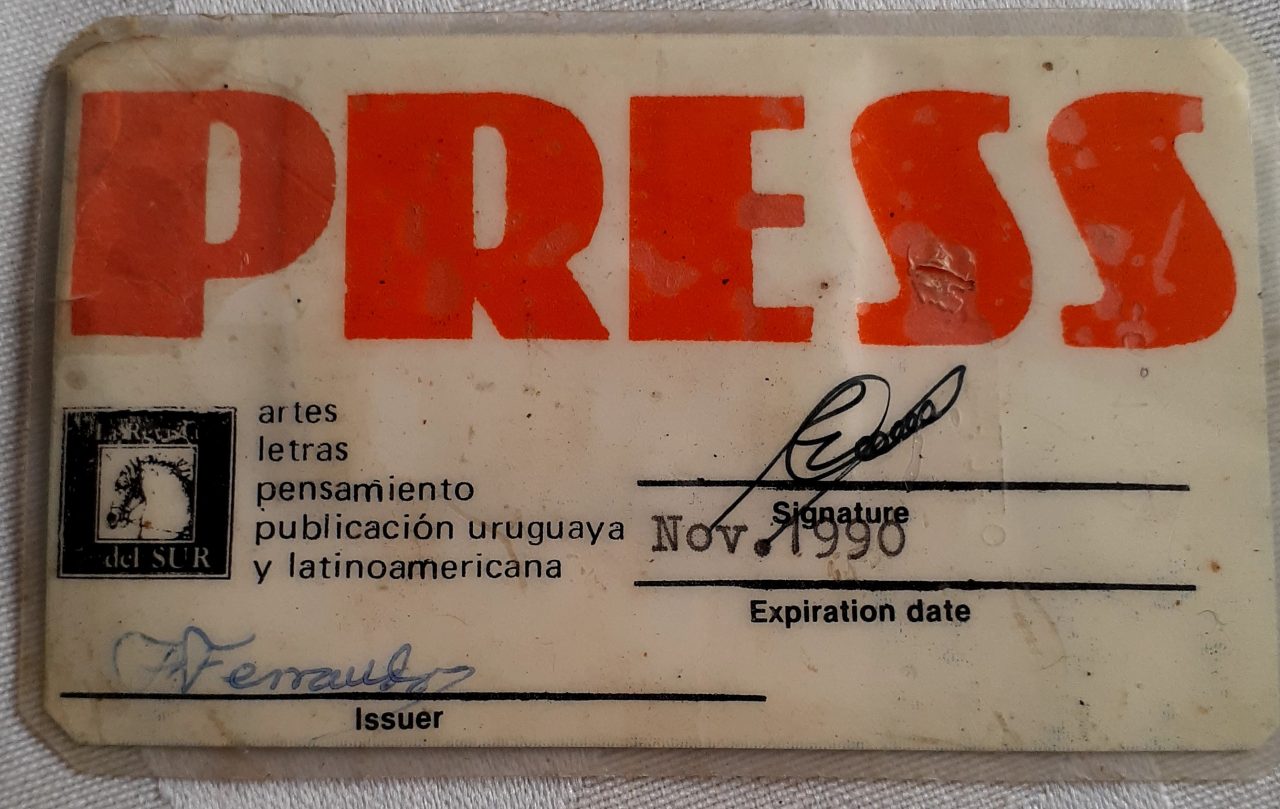 PRESS
artes
letras
pensamiento
publicación uruguaya
y latinoamericana
del SUR
Signature
Nov. 1990
Expiration date
Issuer